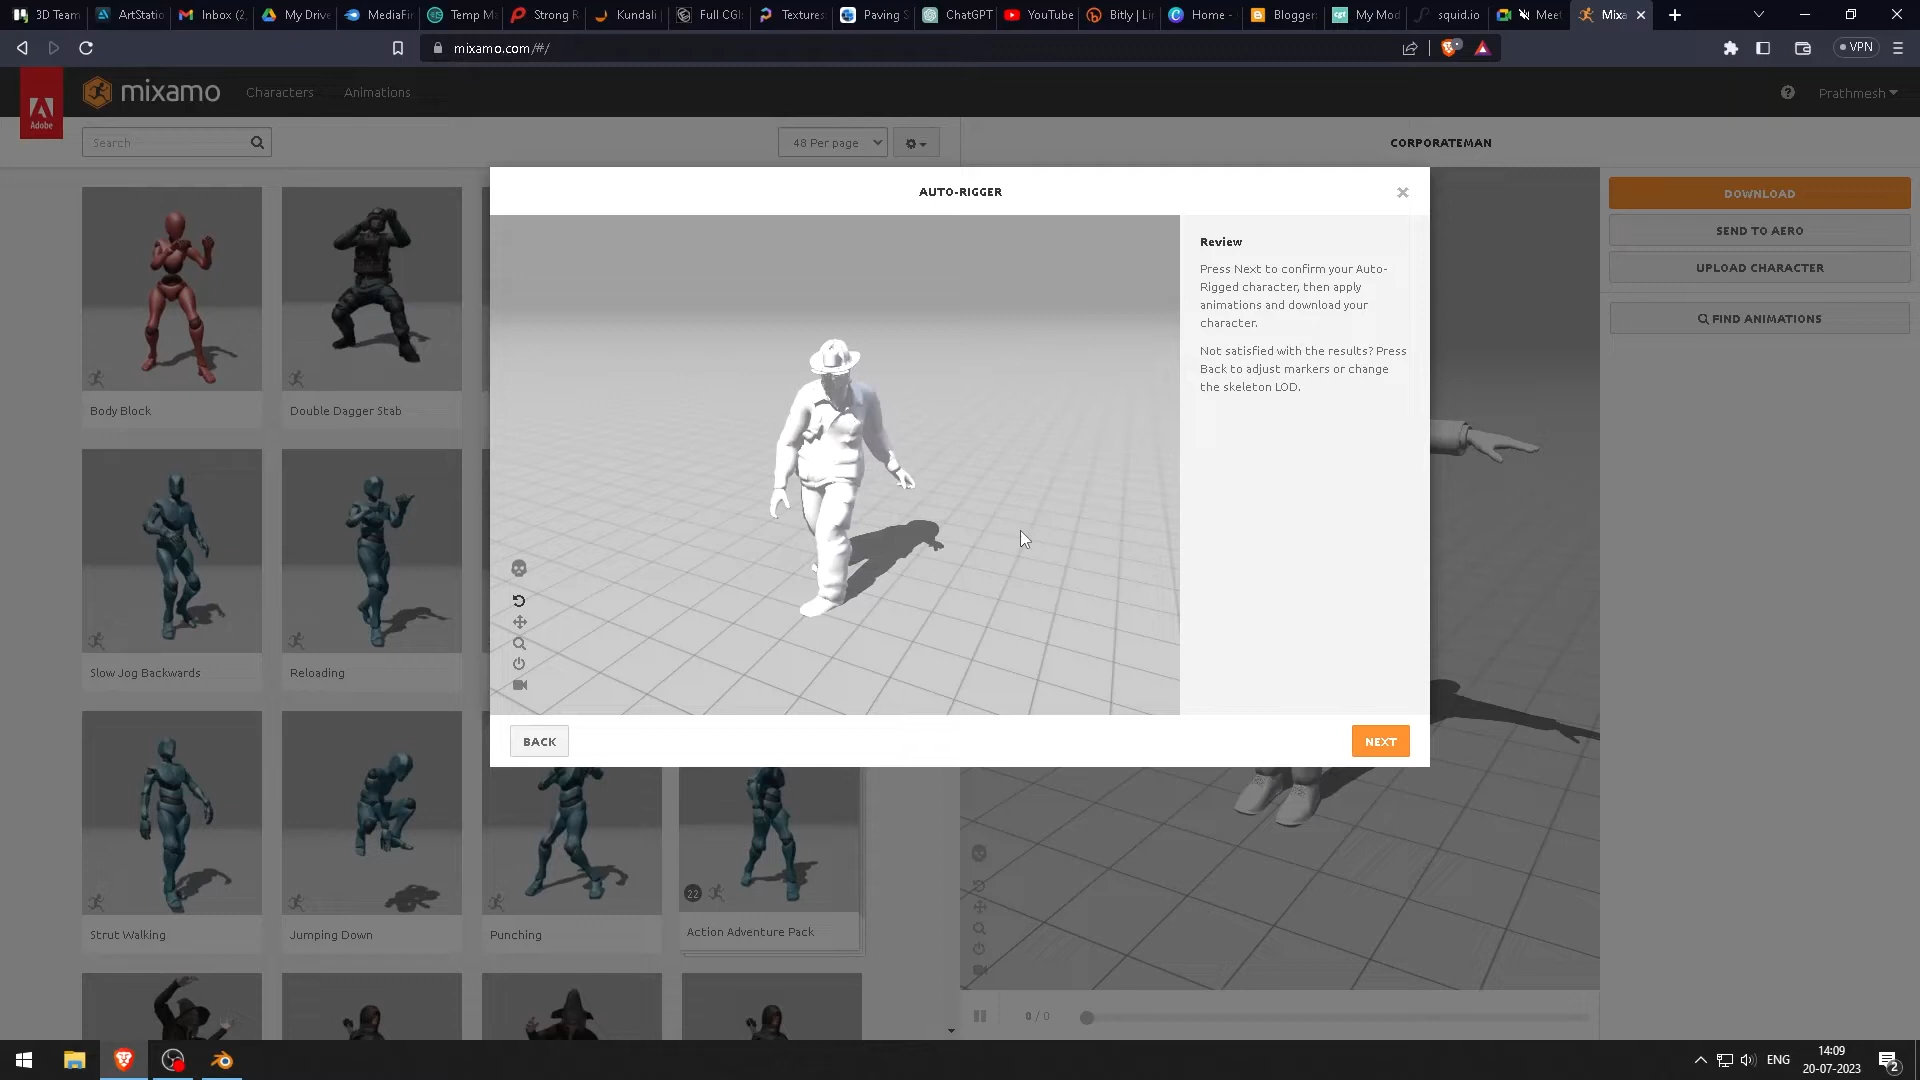 3D Team
ArtStatio
Inbox (2,
My Drive
MediaFir
Temp M
Strong R
Kundali
Full CGI
Textures
Paving S
ChatGPT
YouTube
Bitly | Li
Home -
Blogger:
My Mod
squid.io
Meet
Mixa
mixamo.com/#/
VPN
Adobe
mixamo
Characters
Animations
Prathmesh
Search
48 Per page
CORPORATEMAN
AUTO-RIGGER
DOWNLOAD
SEND TO AERO
UPLOAD CHARACTER
FIND ANIMATIONS
Review
Press Next to confirm your Auto-
Rigged character, then apply
animations and download your
character.
Not satisfied with the results? Press
Back to adjust markers or change
the skeleton LOD.
Body Block
Double Dagger Stab
Slow Jog Backwards
Reloading
BACK
NEXT
22
Strut Walking
Jumping Down
Punching
Action Adventure Pack
0 / 0
ENG
14:09
20-07-2023
2